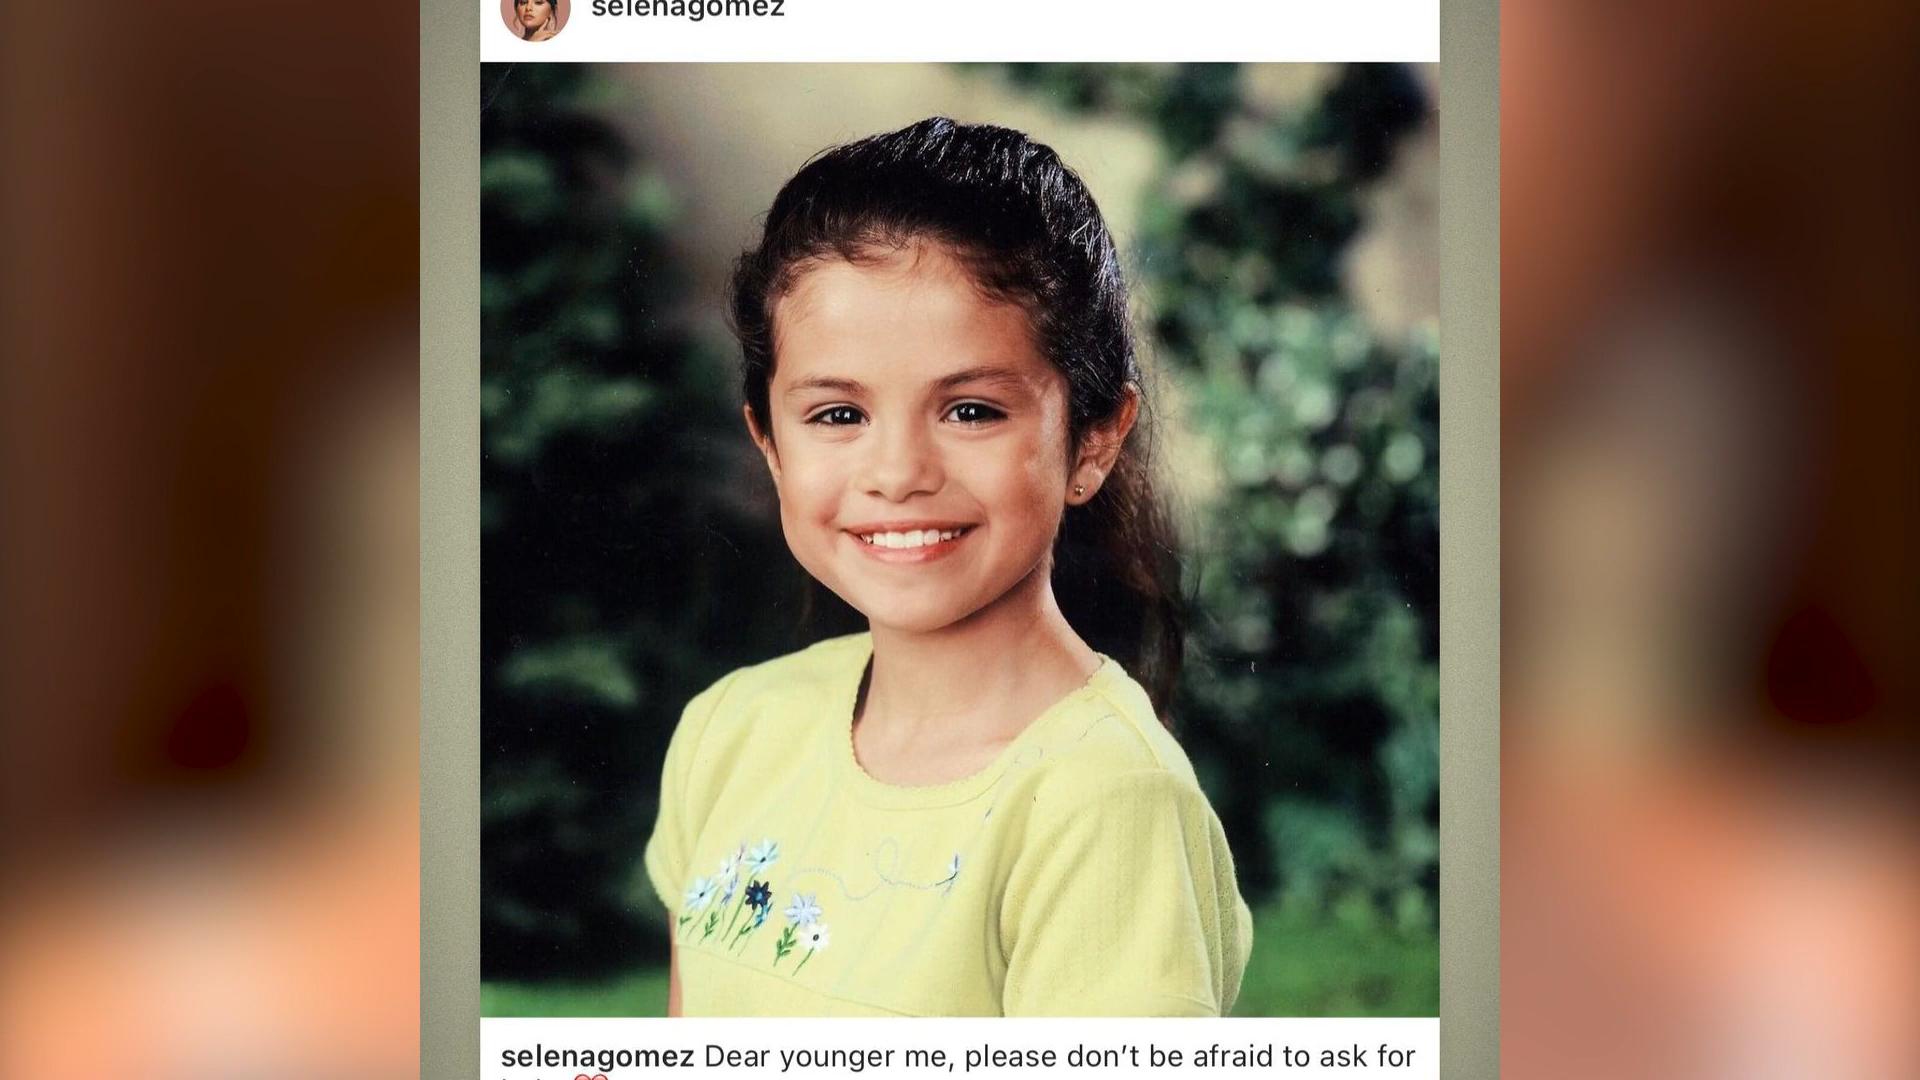 selenagomez
selenagomez Dear younger me, please don’t be afraid to ask for